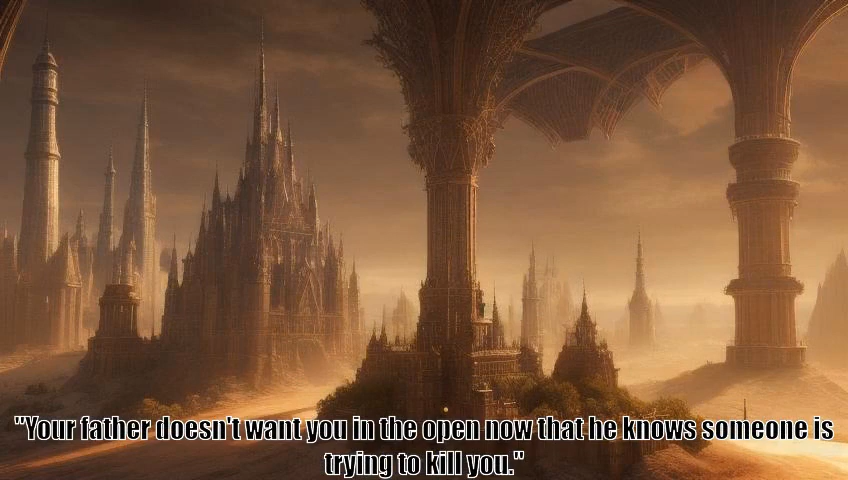 "Your father doesn't want you in the open now that he knows someone is
trying to kill you."